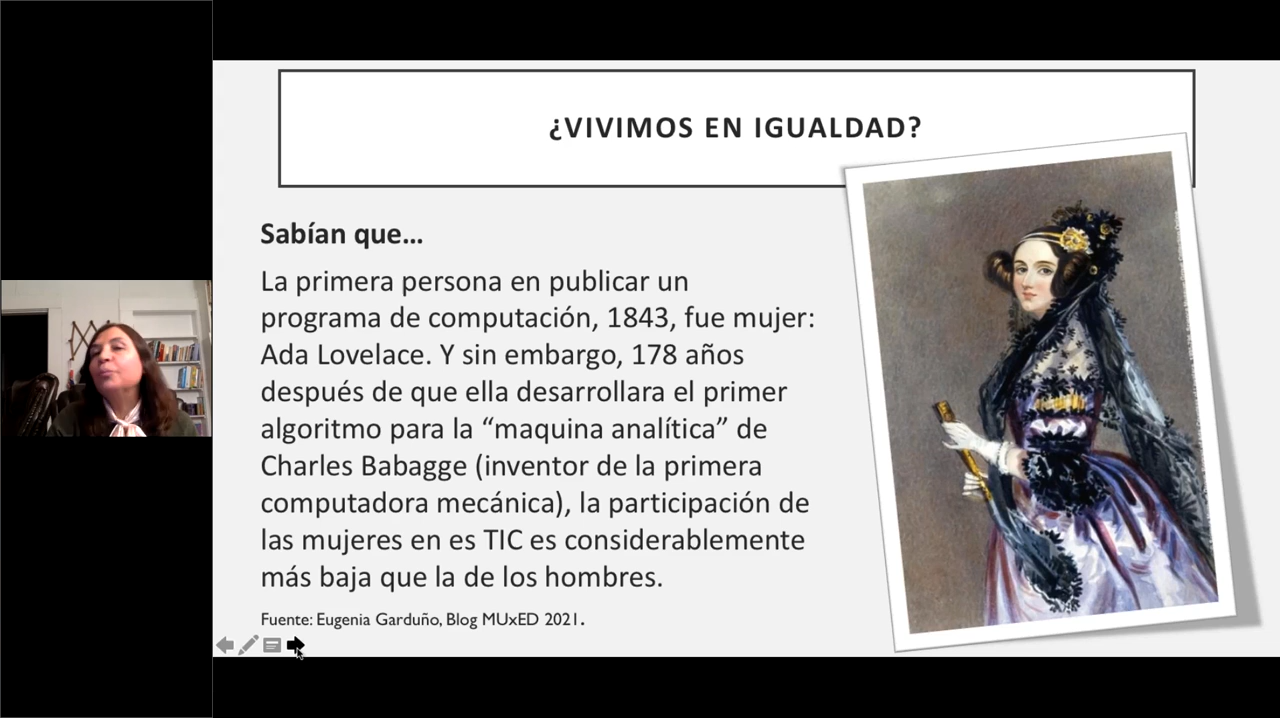 ¿VIVIMOS EN IGUALDAD?
Sabían que...
La primera persona en publicar un
programa de computación, 1843, fue mujer:
Ada Lovelace. Y sin embargo, 178 años
después de que ella desarrollara el primer
algoritmo para la “maquina analítica” de
Charles Babagge (inventor de la primera
computadora mecánica), la participación de
las mujeres en es TIC es considerablemente
más baja que la de los hombres.
Fuente: Eugenia Garduño, Blog MUxED 2021.